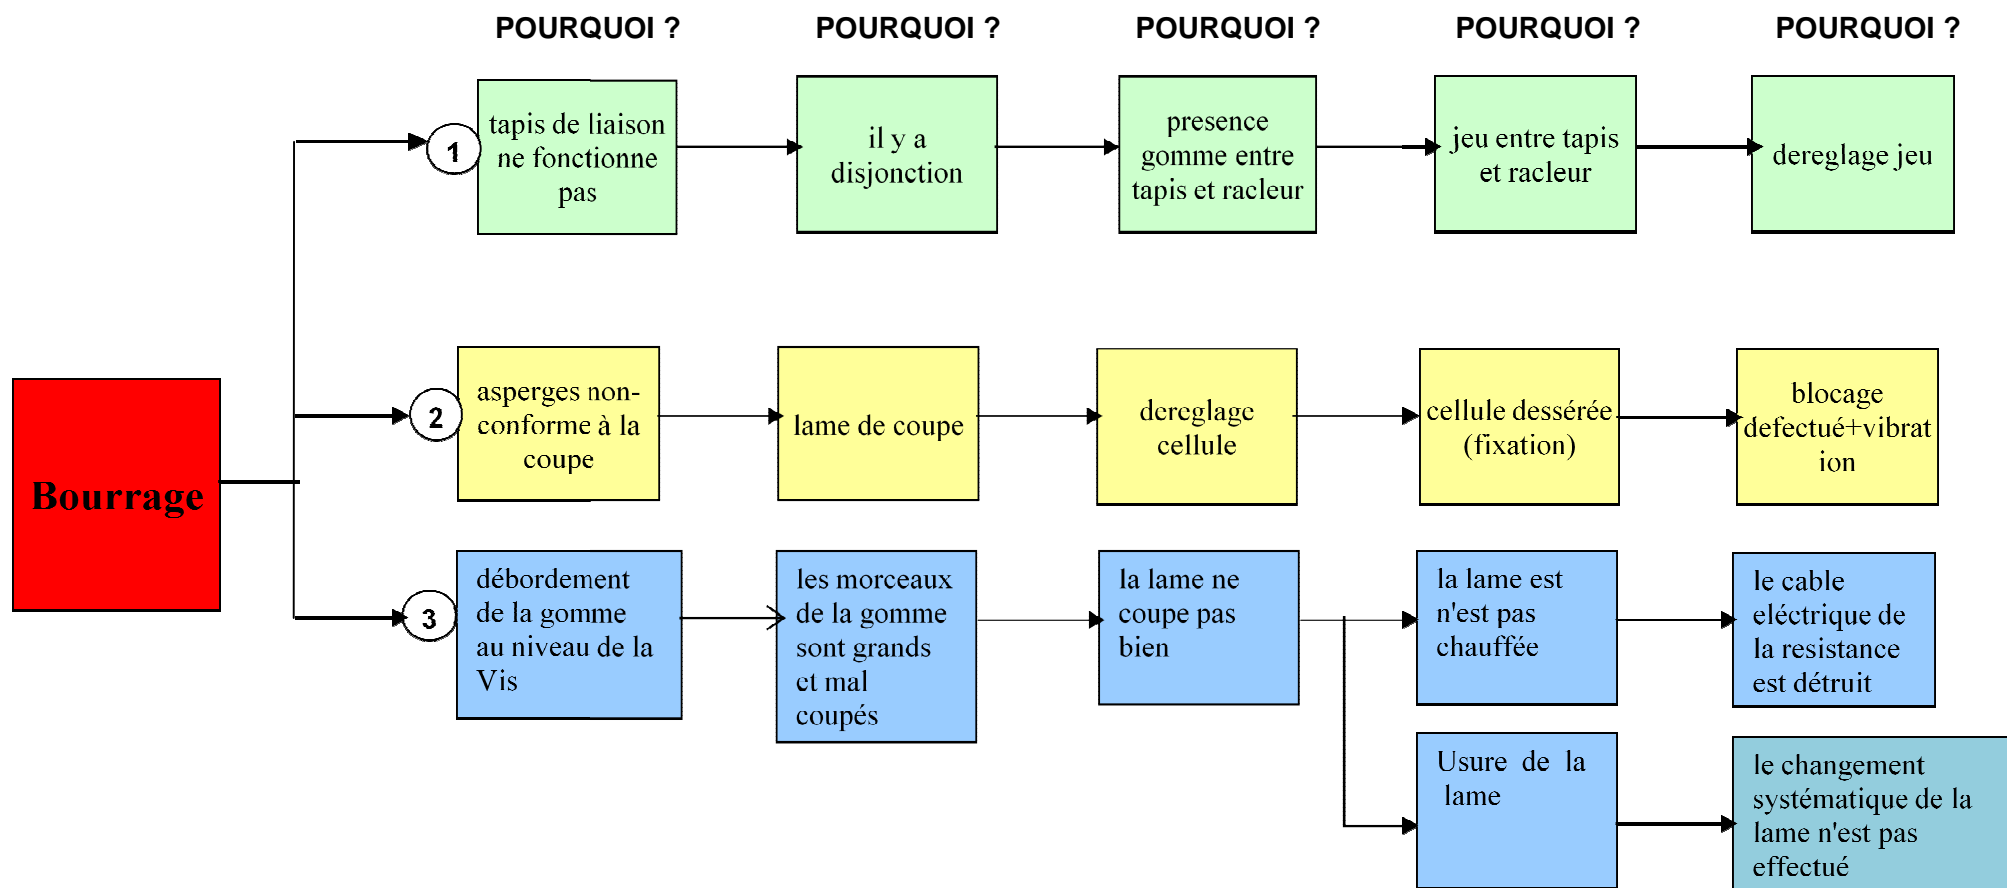 POURQUOI ? POURQUOI ? POURQUOI ? POURQUOI ? POURQUOI ?
1
tapis de liaison
ne fonctionne
pas
il y a
disjonction
presence
gomme entre
tapis et racleur
jeu entre tapis
et racleur
dereglage jeu
Bourrage
2
asperges non-
conforme à la
coupe
lame de coupe
dereglage
cellule
cellule dessérée
(fixation)
blocage
defectué+vibrat
ion
3
débordement
de la gomme
au niveau de la
Vis
les morceaux
de la gomme
sont grands
et mal
coupés
la lame ne
coupe pas
bien
la lame est
n'est pas
chauffée
le cable
eléctrique de
la resistance
est détruit
Usure de la
lame
le changement
systématique de la
lame n'est pas
effectué